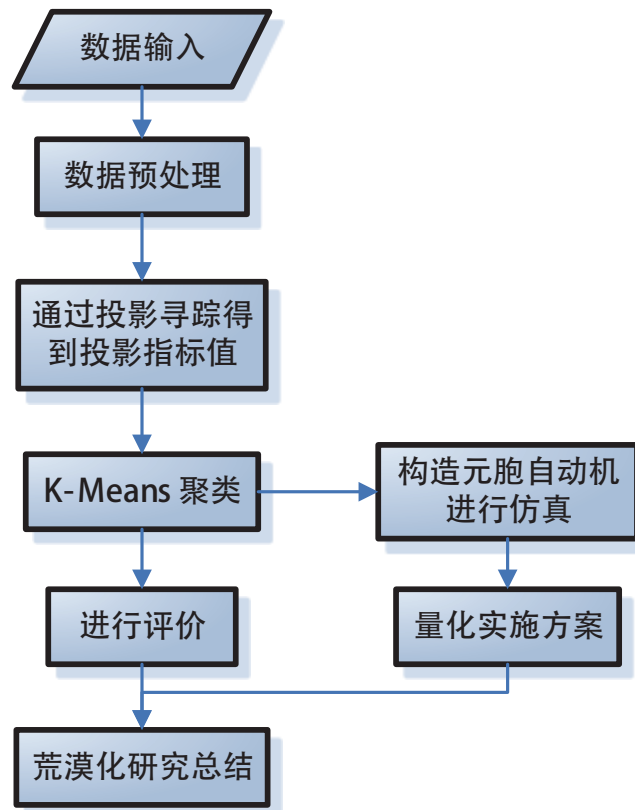 数据输入
数据预处理
通过投影寻踪得
到投影指标值
K-Means 聚类
构造元胞自动机
进行仿真
进行评价
量化实施方案
荒漠化研究总结